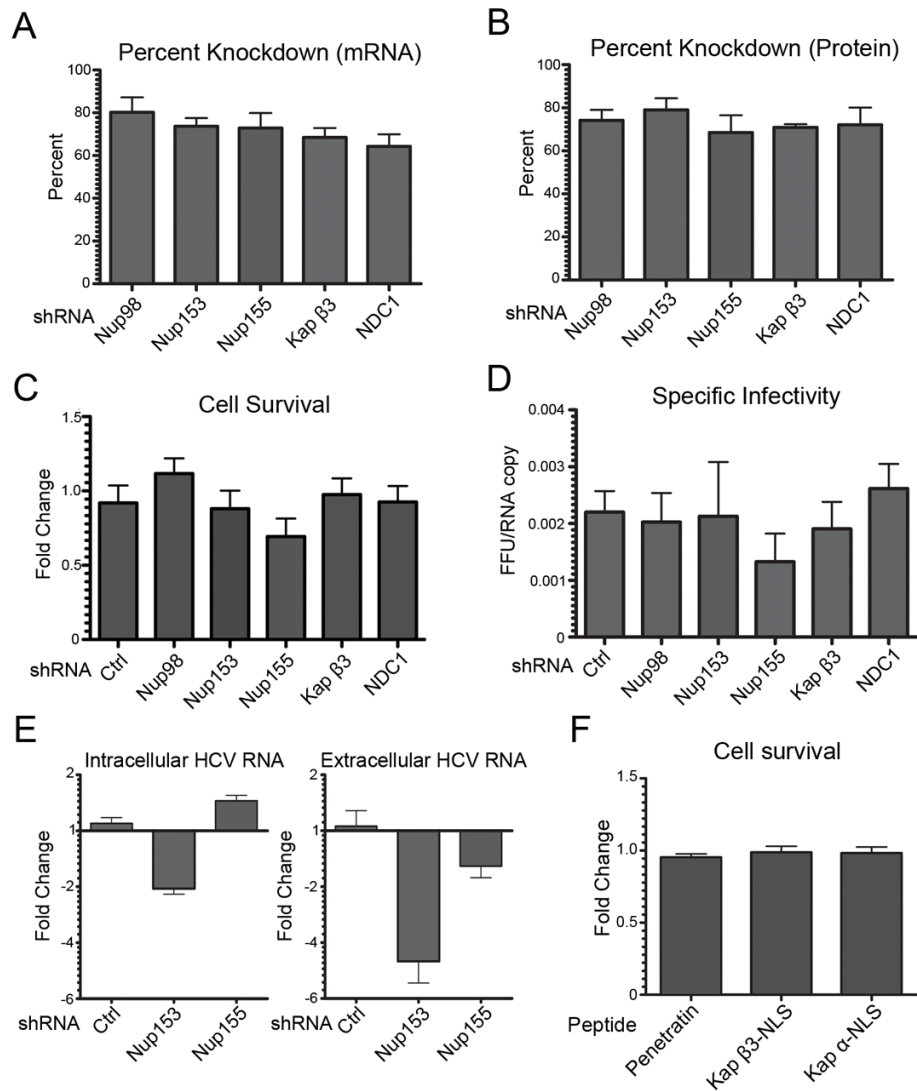 A
Percent Knockdown (mRNA)
100
80
60
40
20
0
Percent
shRNA
Nup98
Nup153
Nup155
Kap β3
NDC1
B
Percent Knockdown (Protein)
100
80
60
40
20
0
Percent
shRNA
Nup98
Nup153
Nup155
Kap β3
NDC1
C
Cell Survival
1.5
1.0
0.5
0
Fold Change
shRNA
Ctrl
Nup98
Nup153
Nup155
Kap β3
NDC1
D
Specific Infectivity
0.004
0.003
0.002
0.001
0
FFU/RNA copy
shRNA
Ctrl
Nup98
Nup153
Nup155
Kap β3
NDC1
E
Intracellular HCV RNA
2
1
-2
-4
-6
Fold Change
shRNA
Ctrl
Nup153
Nup155
Extracellular HCV RNA
2
1
-2
-4
-6
Fold Change
shRNA
Ctrl
Nup153
Nup155
F
Cell survival
1.5
1.0
0.5
0
Fold Change
Peptide
Penetratin
Kap β3-NLS
Kap α-NLS